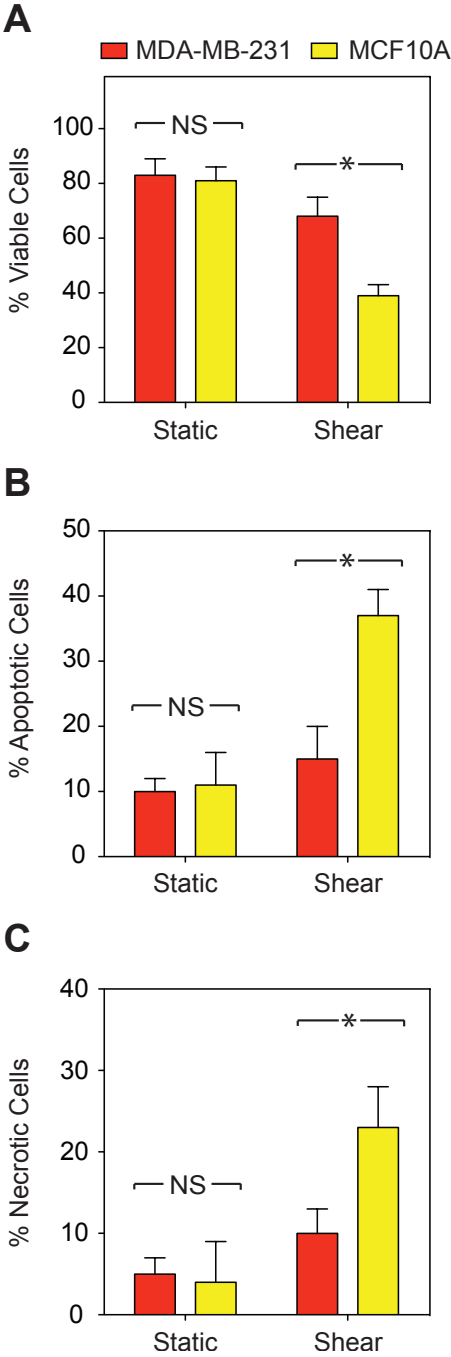 A
MDA-MB-231 MCF10A
% Viable Cells
100
80
60
40
20
0
NS
*
Static Shear
B
% Apoptotic Cells
50
40
30
20
10
0
NS
*
Static Shear
C
% Necrotic Cells
40
30
20
10
0
NS
*
Static Shear